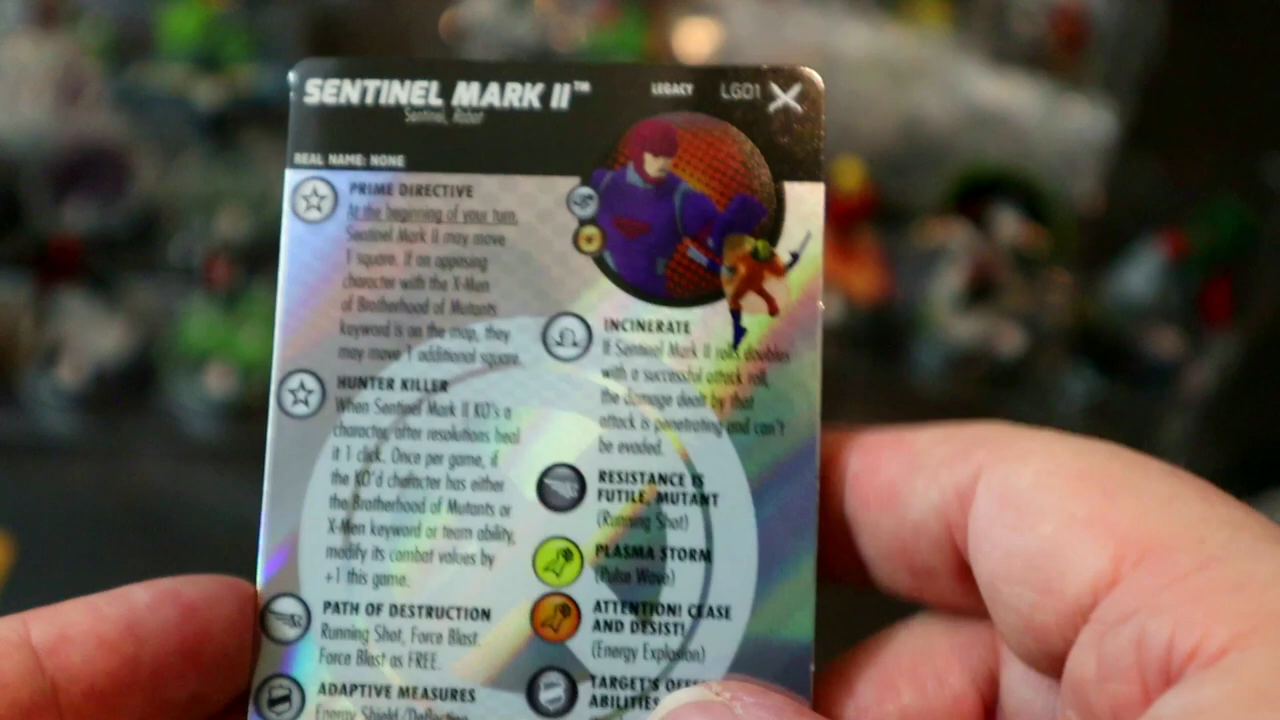 SENTINEL MARK II™
LEGACY LG01
Sentinel, Robot
REAL NAME: NONE
PRIME DIRECTIVE
At the beginning of your turn,
Sentinel Mark II may move
1 square. If an opposing
character with the X-Men
of Brotherhood of Mutants
keyword is on the map, they
may move 1 additional square.
HUNTER KILLER
When Sentinel Mark II KO's a
character, after resolutions heal
it 1 click. Once per game, if
the KO'd character has either
the Brotherhood of Mutants or
X-Men keyword or team ability,
modify its combat values by
+1 this game.
PATH OF DESTRUCTION
Running Shot, Force Blast.
Force Blast as FREE.
ADAPTIVE MEASURES
Energy Shield/Deflection
INCINERATE
If Sentinel Mark II rolls doubles
with a successful attack roll,
the damage dealt by that
attack is penetrating and can't
be evaded.
RESISTANCE IS
FUTILE, MUTANT
(Running Shot)
PLASMA STORM
(Pulse Wave)
ATTENTION! CEASE
AND DESIST!
(Energy Explosion)
TARGET'S
ABILITIES